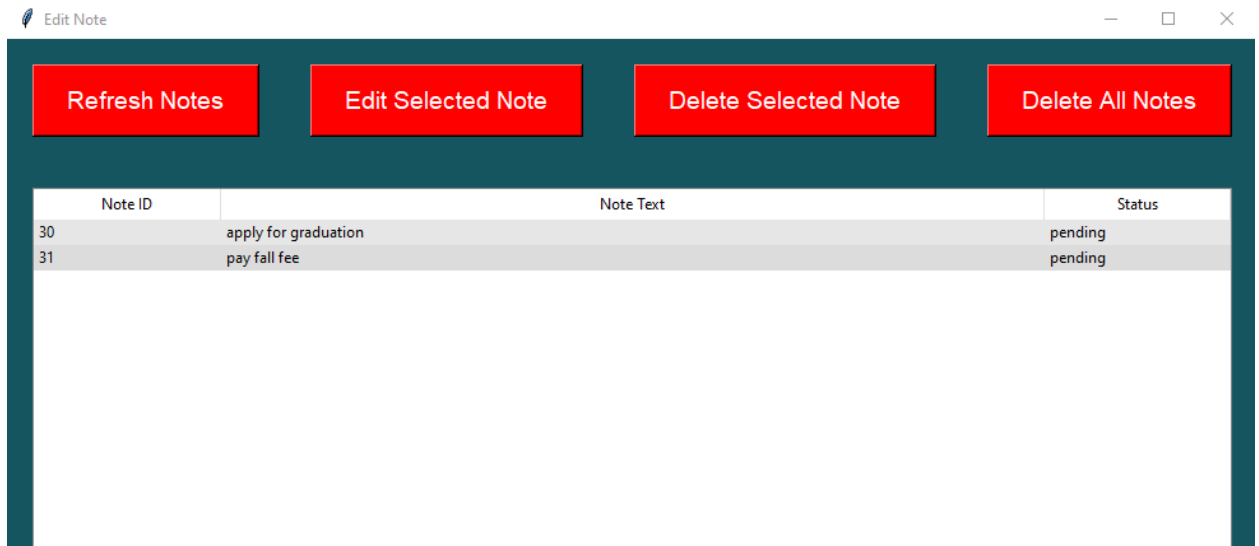 Edit Note
Refresh Notes Edit Selected Note Delete Selected Note Delete All Notes
Note ID Note Text Status
30 apply for graduation pending
31 pay fall fee pending